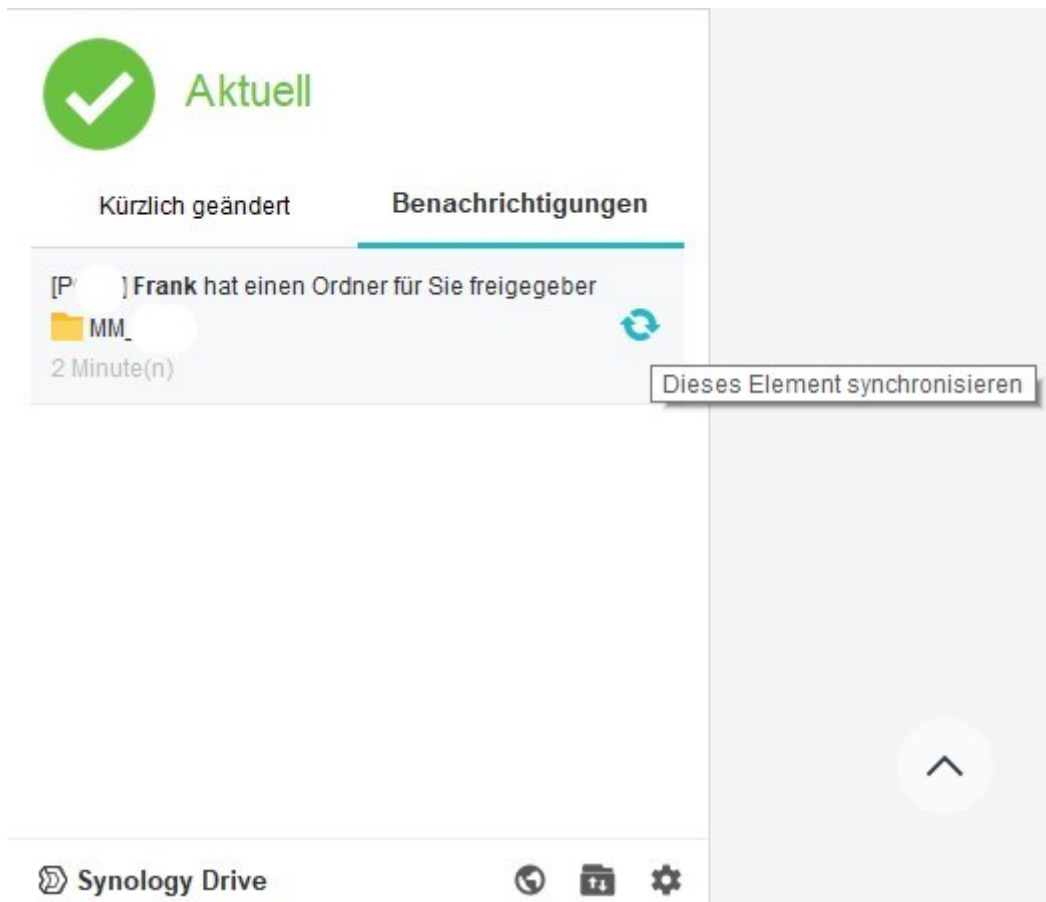 Aktuell
Kürzlich geändert
Benachrichtigungen
[P ] Frank hat einen Ordner für Sie freigegeber
MM_
2 Minute(n)
Dieses Element synchronisieren
Synology Drive